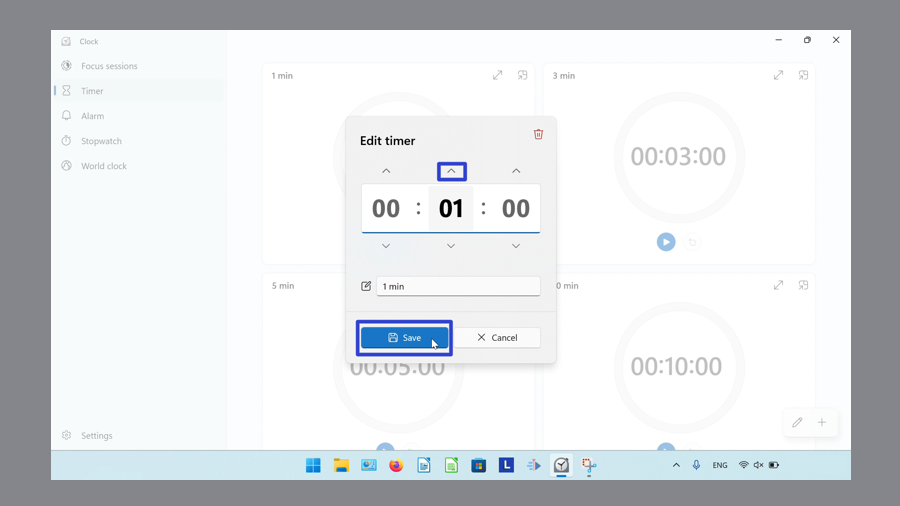 Clock
Focus sessions
Timer
Alarm
Stopwatch
World clock
Settings
1 min
3 min
00:03:00
Edit timer
00 : 01 : 00
1 min
Save
Cancel
5 min
0 min
00:05:00
00:10:00
L
ENG